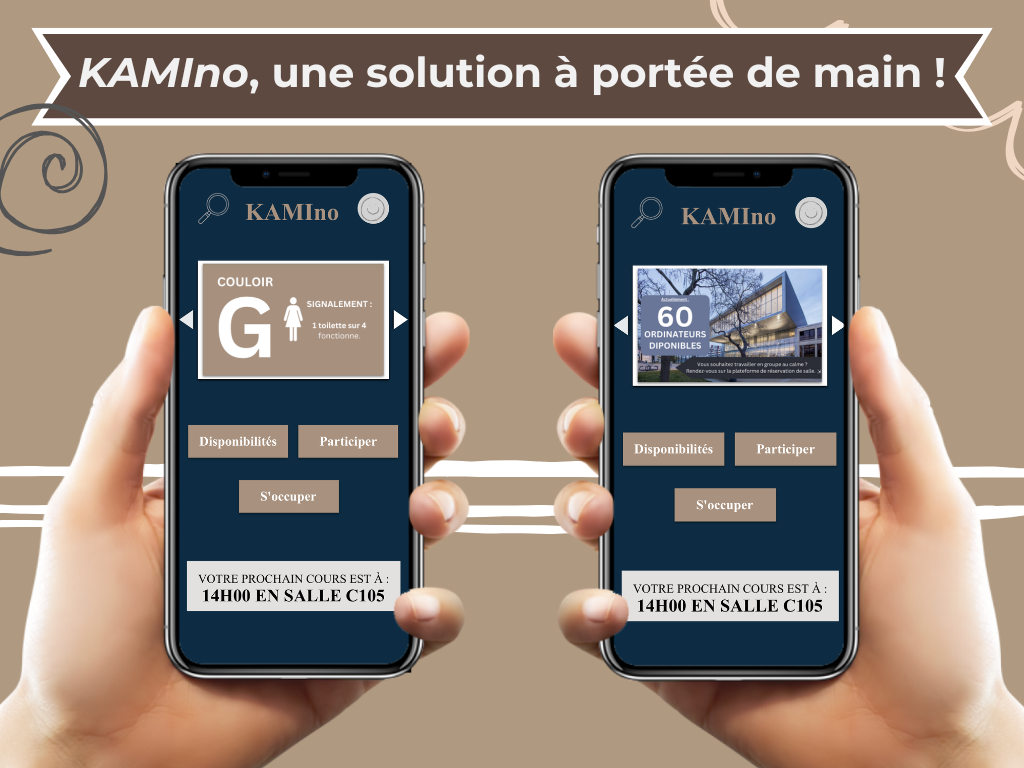 KAMIno, une solution à portée de main !
KAMIno
COULOIR
G
SIGNALEMENT :
1 toilette sur 4
fonctionne.
Disponibilités
Participer
S'occuper
VOTRE PROCHAIN COURS EST À :
14H00 EN SALLE C105
KAMIno
Actuellement :
60
ORDINATEURS
DIPONIBLES
Vous souhaitez travailler en groupe au calme ?
Rendez-vous sur la plateforme de réservation de salle.
Disponibilités
Participer
S'occuper
VOTRE PROCHAIN COURS EST À :
14H00 EN SALLE C105